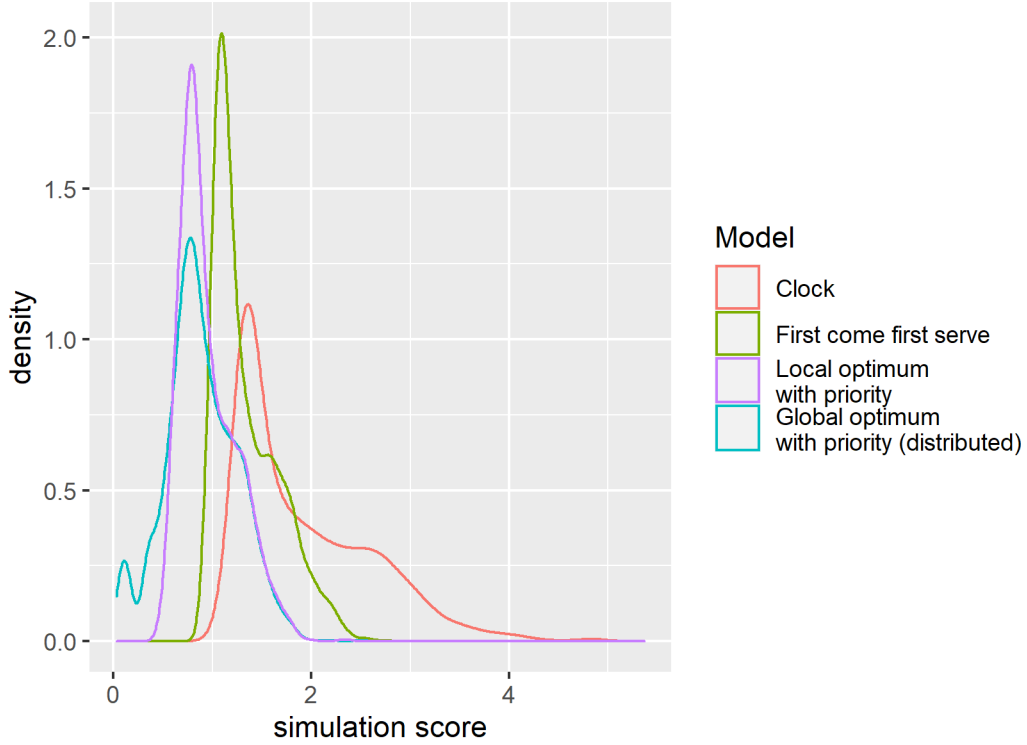 2.0
1.5
1.0
0.5
0.0
density
0
2
4
simulation score
Model
Clock
First come first serve
Local optimum
with priority
Global optimum
with priority (distributed)